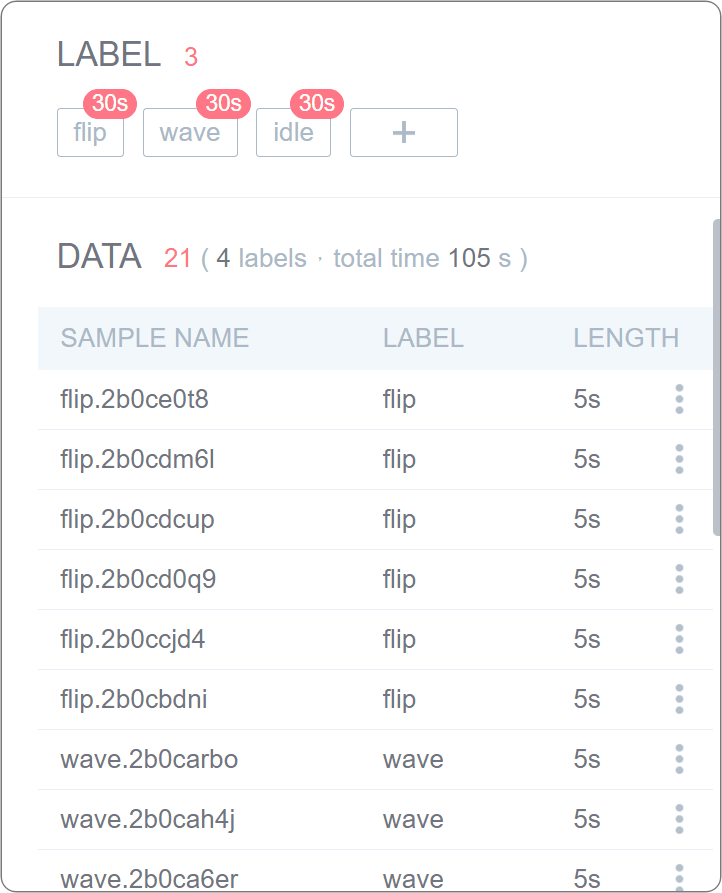 LABEL 3
30s 30s 30s
flip wave idle +
DATA 21 ( 4 labels , total time 105 s )
SAMPLE NAME LABEL LENGTH
flip.2b0ce0t8 flip 5s
flip.2b0cdm6l flip 5s
flip.2b0cdcup flip 5s
flip.2b0cd0q9 flip 5s
flip.2b0ccjd4 flip 5s
flip.2b0cbdni flip 5s
wave.2b0carbo wave 5s
wave.2b0cah4j wave 5s
wave.2b0ca6er wave 5s